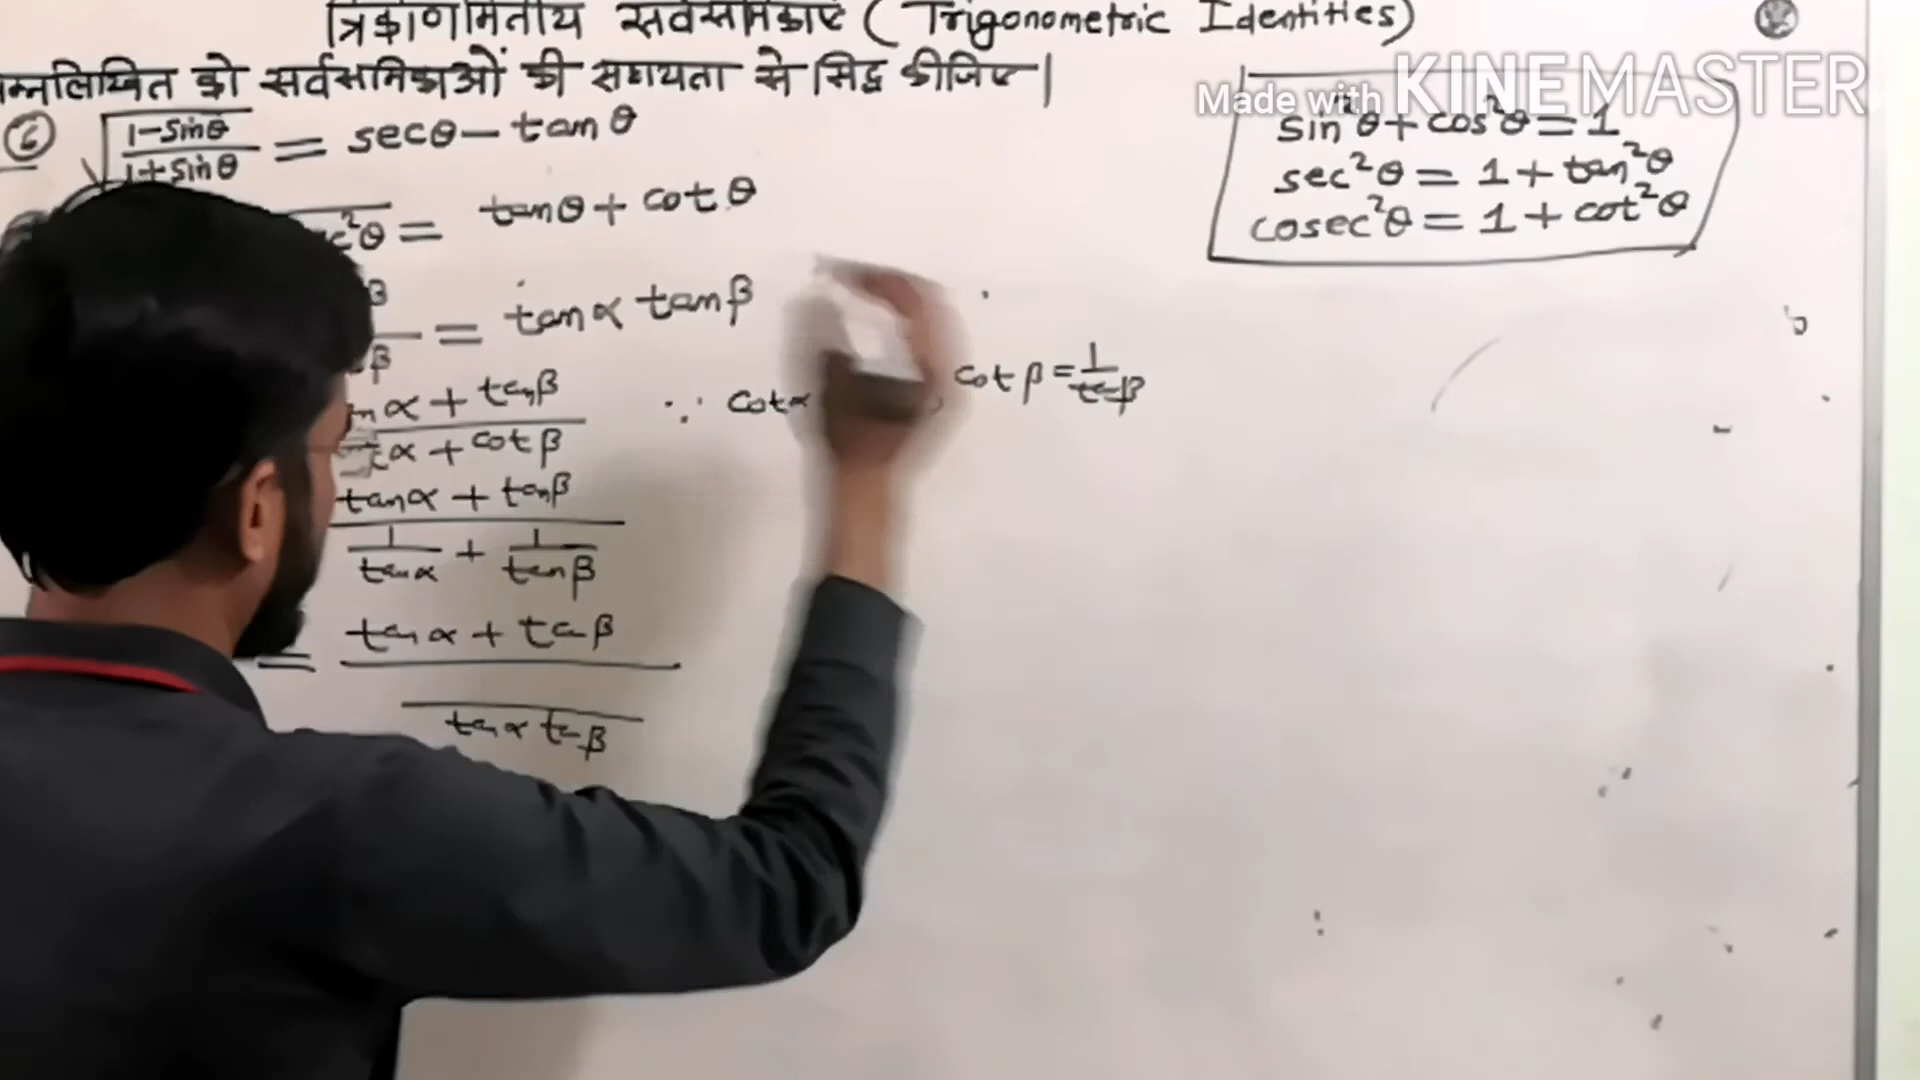 त्रिकोणमितीय सर्वसमिकाएं (Trigonometric Identities)
Made with KINEMASTER
सर्वसमिकाओं की सहायता से सिद्ध कीजिए।
⑥ √(1-sinθ / 1+sinθ) = secθ - tanθ
c²θ = tanθ + cotθ
β / β = tanα tanβ
α + tanβ
α + cotβ
∵ cotα cotβ = 1/tanβ
tanα + tanβ
1/tanα + 1/tanβ
= tanα + tanβ
tanα tanβ
sin²θ + cos²θ = 1
sec²θ = 1 + tan²θ
cosec²θ = 1 + cot²θ